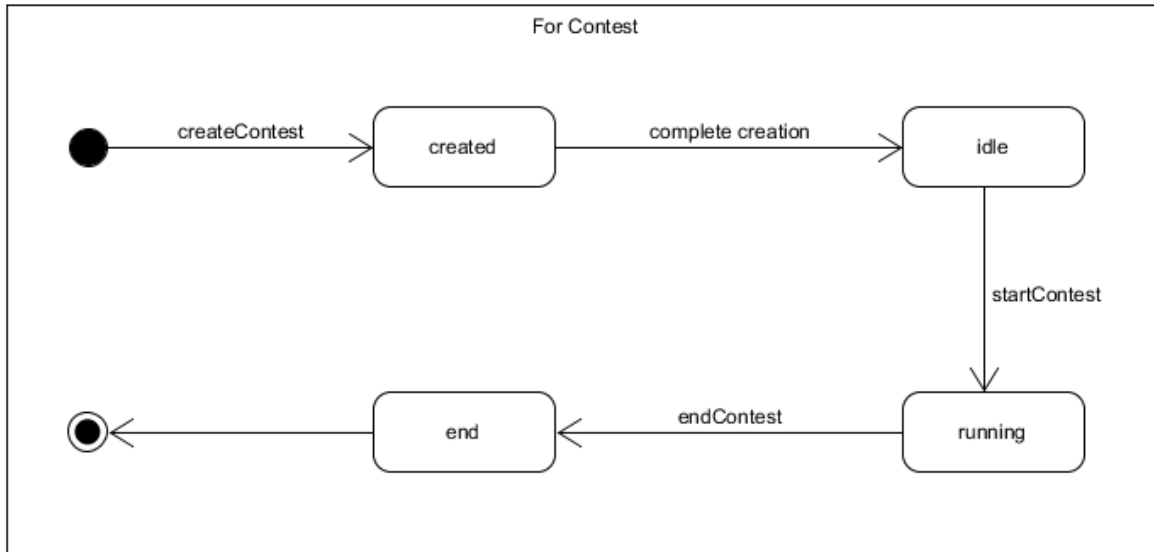 For Contest
createContest
created
complete creation
idle
startContest
end
endContest
running